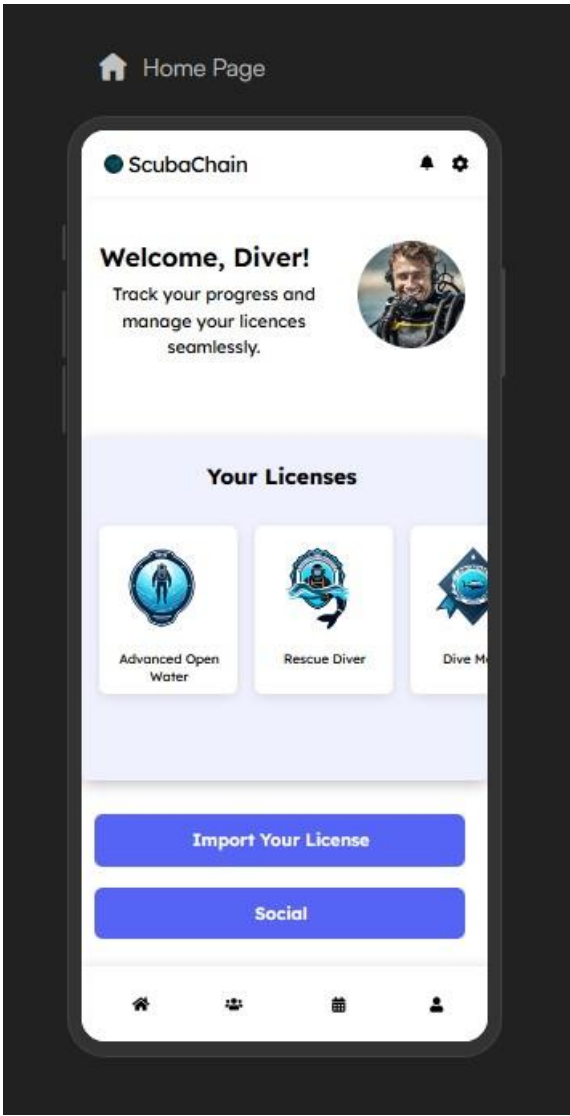 Home Page
ScubaChain
Welcome, Diver!
Track your progress and
manage your licences
seamlessly.
Your Licenses
Advanced Open
Water
Rescue Diver
Dive M
Import Your License
Social